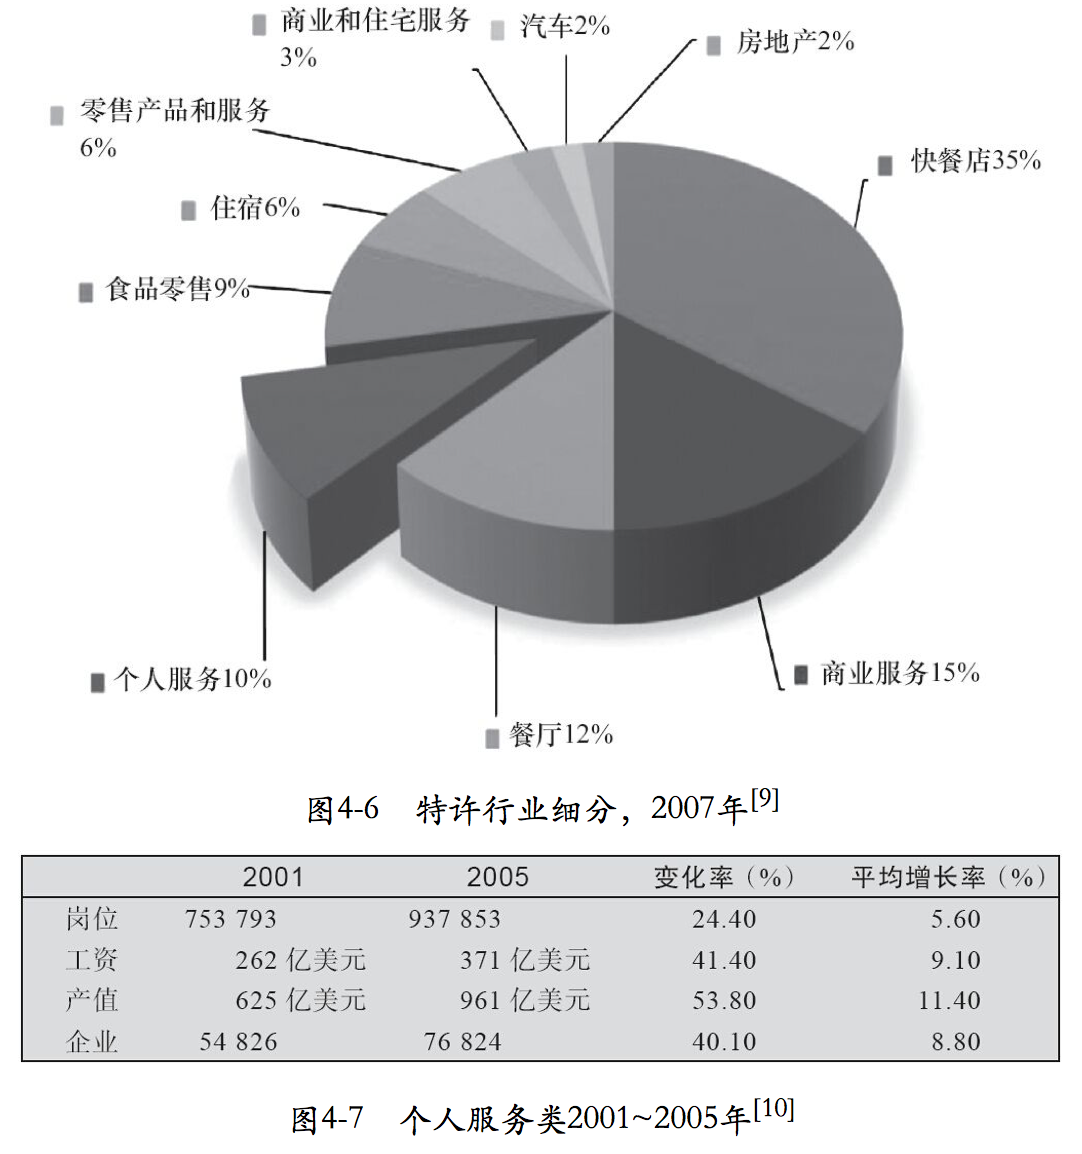 商业和住宅服务
3%
汽车2%
房地产2%
零售产品和服务
6%
快餐店35%
住宿6%
食品零售9%
个人服务10%
商业服务15%
餐厅12%
图4-6 特许行业细分，2007年[9]
2001 2005 变化率（%） 平均增长率（%）
岗位 753 793 937 853 24.40 5.60
工资 262 亿美元 371 亿美元 41.40 9.10
产值 625 亿美元 961 亿美元 53.80 11.40
企业 54 826 76 824 40.10 8.80
图4-7 个人服务类2001~2005年[10]